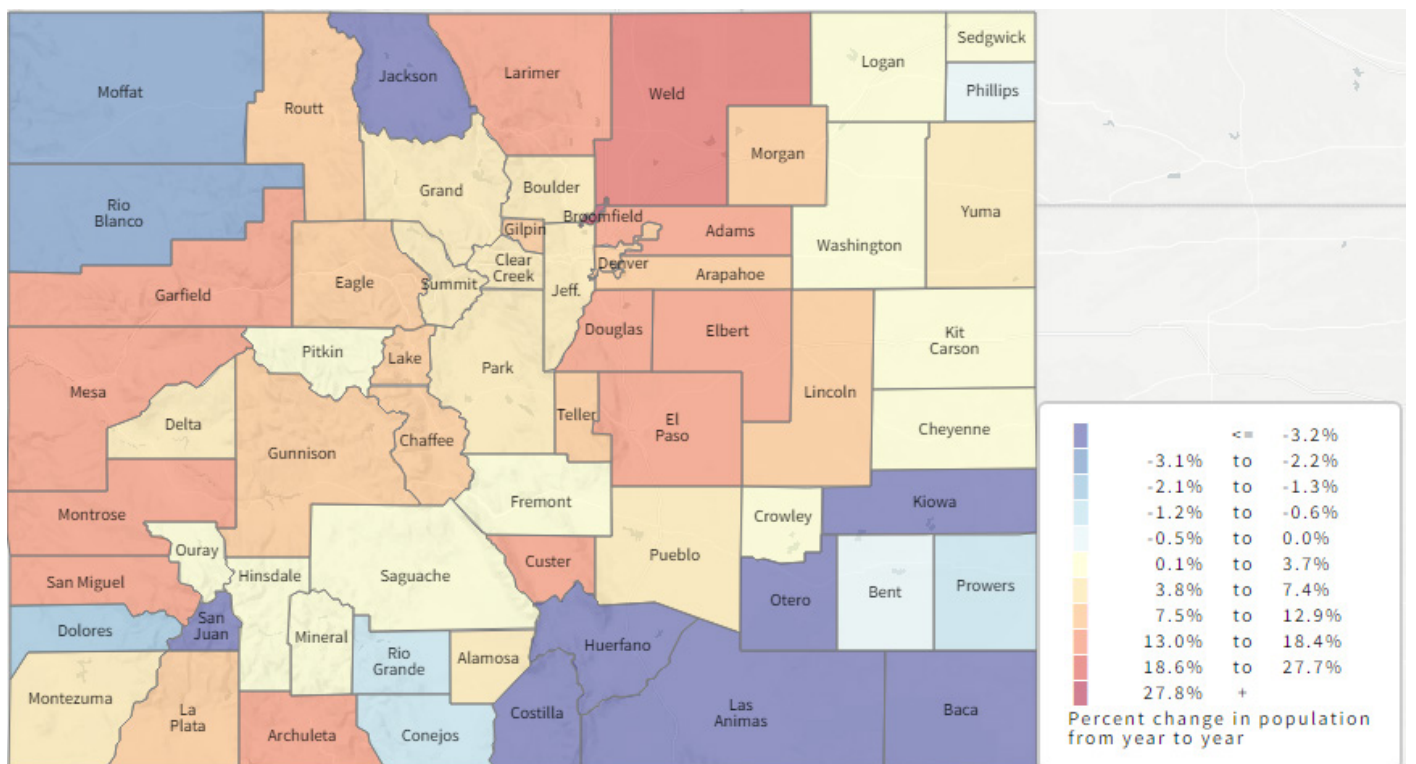 Moffat
Jackson
Larimer
Weld
Logan
Sedgwick
Phillips
Routt
Morgan
Rio
Blanco
Grand
Boulder
Yuma
Broomfield
Gilpin
Adams
Washington
Clear
Creek
Denver
Arapahoe
Garfield
Eagle
Summit
Jeff.
Douglas
Elbert
Kit
Carson
Pitkin
Lake
Park
Mesa
Delta
Lincoln
Teller
El
Paso
Cheyenne
Gunnison
Chaffee
Fremont
Kiowa
Montrose
Crowley
Ouray
Pueblo
Custer
Saguache
Hinsdale
San Miguel
Otero
Bent
Prowers
San
Juan
Dolores
Mineral
Rio
Grande
Alamosa
Huerfano
Montezuma
La
Plata
Archuleta
Conejos
Costilla
Las
Animas
Baca
<= -3.2%
-3.1% to -2.2%
-2.1% to -1.3%
-1.2% to -0.6%
-0.5% to 0.0%
0.1% to 3.7%
3.8% to 7.4%
7.5% to 12.9%
13.0% to 18.4%
18.6% to 27.7%
27.8% +
Percent change in population
from year to year